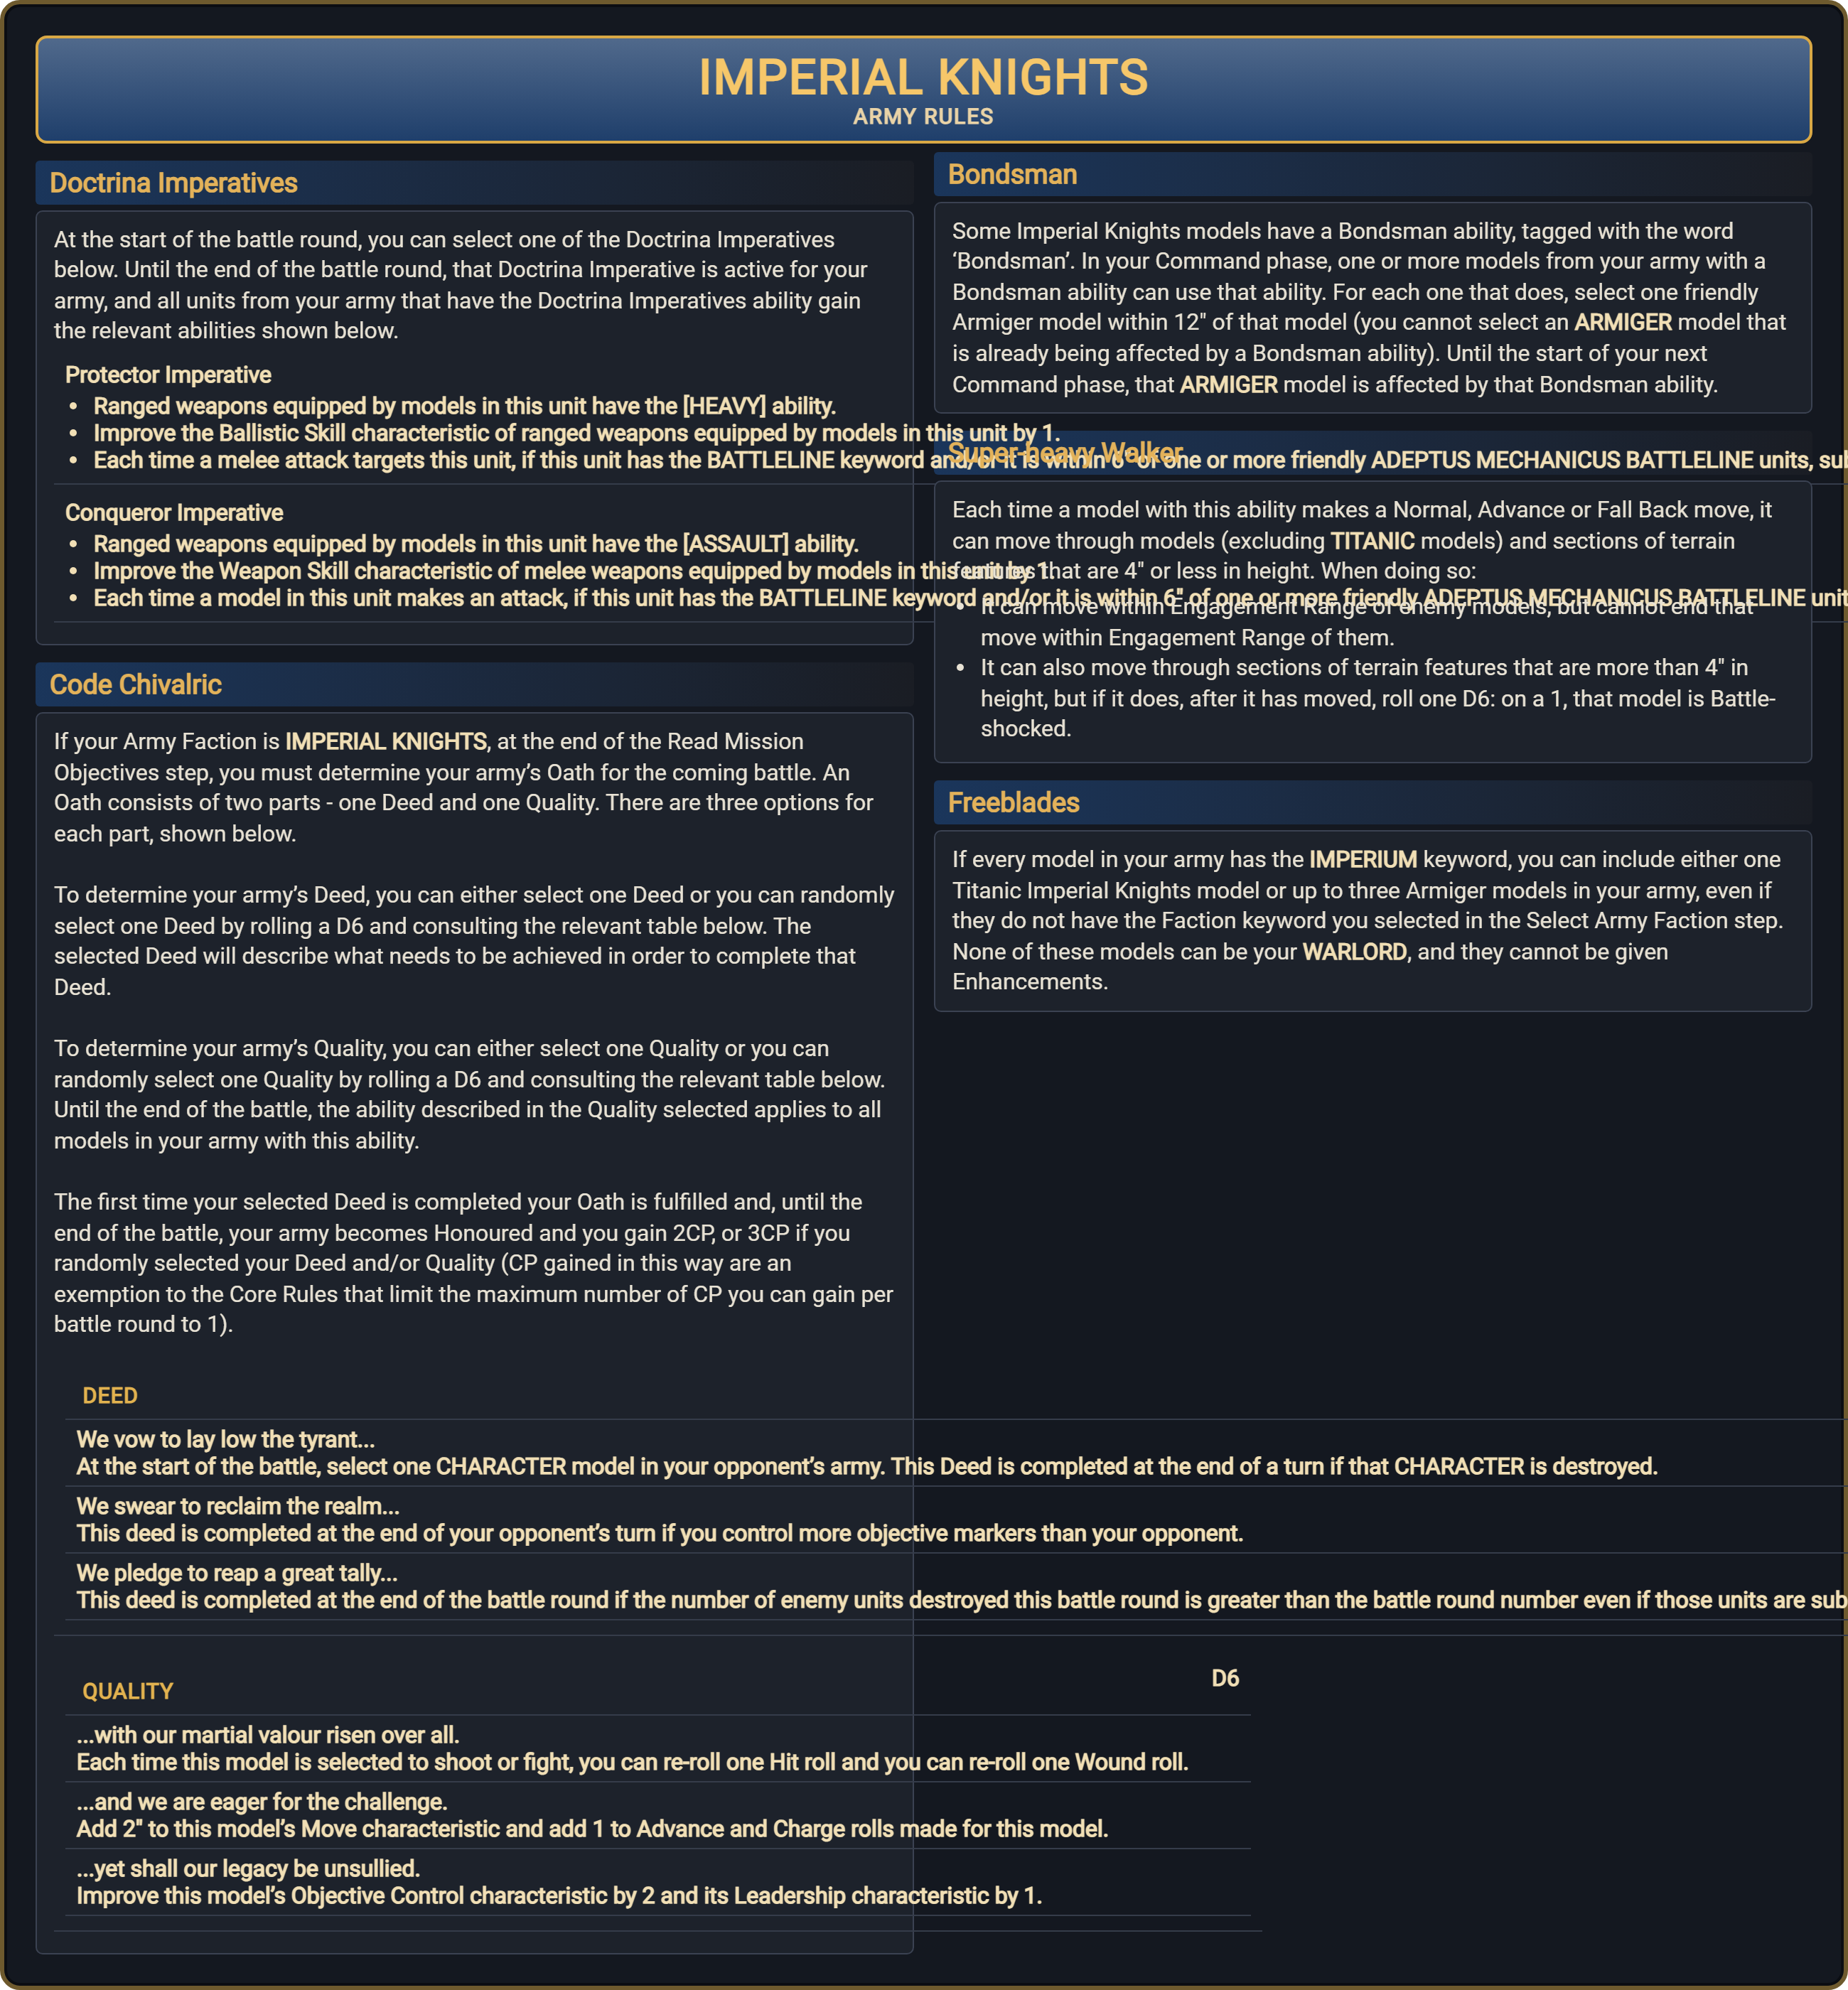 IMPERIAL KNIGHTS
ARMY RULES
Doctrina Imperatives
At the start of the battle round, you can select one of the Doctrina Imperatives
below. Until the end of the battle round, that Doctrina Imperative is active for your
army, and all units from your army that have the Doctrina Imperatives ability gain
the relevant abilities shown below.
Protector Imperative
• Ranged weapons equipped by models in this unit have the [HEAVY] ability.
• Improve the Ballistic Skill characteristic of ranged weapons equipped by models in this unit by 1.
• Each time a melee attack targets this unit, if this unit has the BATTLELINE keyword and/or it is within 6" of one or more friendly ADEPTUS MECHANICUS BATTLELINE units,
Conqueror Imperative
• Ranged weapons equipped by models in this unit have the [ASSAULT] ability.
• Improve the Weapon Skill characteristic of melee weapons equipped by models in this unit by 1.
• Each time a model in this unit makes an attack, if this unit has the BATTLELINE keyword and/or it is within 6" of one or more friendly ADEPTUS MECHANICUS BATTLELINE
Code Chivalric
If your Army Faction is IMPERIAL KNIGHTS, at the end of the Read Mission
Objectives step, you must determine your army’s Oath for the coming battle. An
Oath consists of two parts - one Deed and one Quality. There are three options for
each part, shown below.
To determine your army’s Deed, you can either select one Deed or you can randomly
select one Deed by rolling a D6 and consulting the relevant table below. The
selected Deed will describe what needs to be achieved in order to complete that
Deed.
To determine your army’s Quality, you can either select one Quality or you can
randomly select one Quality by rolling a D6 and consulting the relevant table below.
Until the end of the battle, the ability described in the Quality selected applies to all
models in your army with this ability.
The first time your selected Deed is completed your Oath is fulfilled and, until the
end of the battle, your army becomes Honoured and you gain 2CP, or 3CP if you
randomly selected your Deed and/or Quality (CP gained in this way are an
exemption to the Core Rules that limit the maximum number of CP you can gain per
battle round to 1).
DEED
We vow to lay low the tyrant...
At the start of the battle, select one CHARACTER model in your opponent’s army. This Deed is completed at the end of a turn if that CHARACTER is destroyed.
We swear to reclaim the realm...
This deed is completed at the end of your opponent’s turn if you control more objective markers than your opponent.
We pledge to reap a great tally...
This deed is completed at the end of the battle round if the number of enemy units destroyed this battle round is greater than the battle round number even if those units are
QUALITY D6
...with our martial valour risen over all.
Each time this model is selected to shoot or fight, you can re-roll one Hit roll and you can re-roll one Wound roll.
...and we are eager for the challenge.
Add 2" to this model’s Move characteristic and add 1 to Advance and Charge rolls made for this model.
...yet shall our legacy be unsullied.
Improve this model’s Objective Control characteristic by 2 and its Leadership characteristic by 1.
Bondsman
Some Imperial Knights models have a Bondsman ability, tagged with the word
‘Bondsman’. In your Command phase, one or more models from your army with a
Bondsman ability can use that ability. For each one that does, select one friendly
Armiger model within 12" of that model (you cannot select an ARMIGER model that
is already being affected by a Bondsman ability). Until the start of your next
Command phase, that ARMIGER model is affected by that Bondsman ability.
Super-heavy Walker
Each time a model with this ability makes a Normal, Advance or Fall Back move, it
can move through models (excluding TITANIC models) and sections of terrain
features that are 4" or less in height. When doing so:
• It can move within Engagement Range of enemy models, but cannot end that
move within Engagement Range of them.
• It can also move through sections of terrain features that are more than 4" in
height, but if it does, after it has moved, roll one D6: on a 1, that model is Battle-
shocked.
Freeblades
If every model in your army has the IMPERIUM keyword, you can include either one
Titanic Imperial Knights model or up to three Armiger models in your army, even if
they do not have the Faction keyword you selected in the Select Army Faction step.
None of these models can be your WARLORD, and they cannot be given
Enhancements.